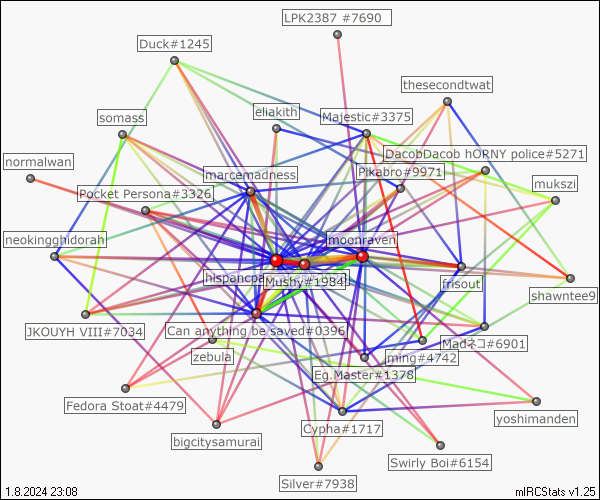 LPK2387 #7690
Duck#1245
thesecondtwat
eliakith
Majestic#3375
somass
DacobDacob hORNY police#5271
normalwan
marcemadness
Pikabro#9971
Pocket Persona#3326
mukszi
neokingghidorah
moonraven
hispancpa
Mushy#1984
frisout
shawntee9
JKOUYH VIII#7034
Can anything be saved#0396
Madネコ#6901
zebula
ming#4742
Eg.Master#1378
Fedora Stoat#4479
yoshimanden
Cypha#1717
bigcitysamurai
Swirly Boi#6154
Silver#7938
1.8.2024 23:08
mIRCStats v1.25